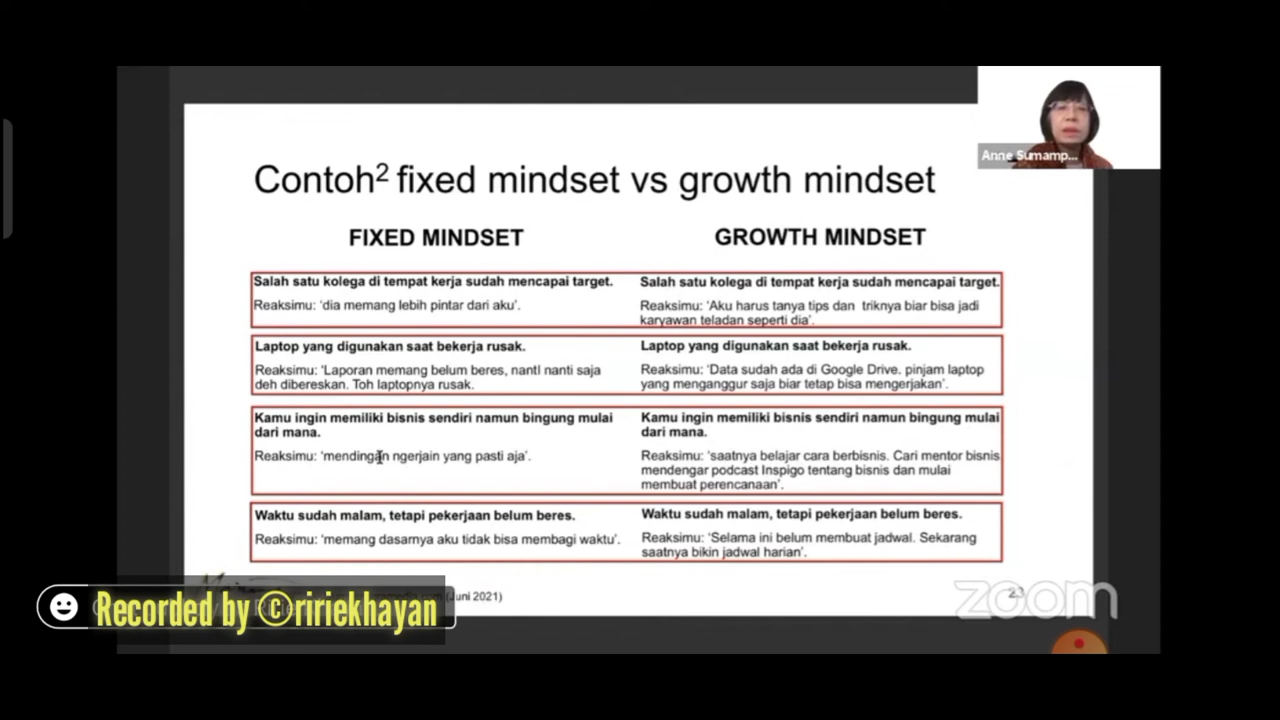 Anne Sumamp...
Contoh² fixed mindset vs growth mindset
FIXED MINDSET
GROWTH MINDSET
Salah satu kolega di tempat kerja sudah mencapai target.
Reaksimu: ‘dia memang lebih pintar dari aku’.
Salah satu kolega di tempat kerja sudah mencapai target.
Reaksimu: ‘Aku harus tanya tips dan triknya biar bisa jadi
karyawan teladan seperti dia’.
Laptop yang digunakan saat bekerja rusak.
Reaksimu: ‘Laporan memang belum beres, nantI nanti saja
deh dibereskan. Toh laptopnya rusak.
Laptop yang digunakan saat bekerja rusak.
Reaksimu: ‘Data sudah ada di Google Drive. pinjam laptop
yang menganggur saja biar tetap bisa mengerjakan’.
Kamu ingin memiliki bisnis sendiri namun bingung mulai
dari mana.
Reaksimu: ‘mendingan ngerjain yang pasti aja’.
Kamu ingin memiliki bisnis sendiri namun bingung mulai
dari mana.
Reaksimu: ‘saatnya belajar cara berbisnis. Cari mentor bisnis
mendengar podcast Inspigo tentang bisnis dan mulai
membuat perencanaan’.
Waktu sudah malam, tetapi pekerjaan belum beres.
Reaksimu: ‘memang dasarnya aku tidak bisa membagi waktu’.
Waktu sudah malam, tetapi pekerjaan belum beres.
Reaksimu: ‘Selama ini belum membuat jadwal. Sekarang
saatnya bikin jadwal harian’.
(Juni 2021)
23
zoom
Recorded by ©ririekhayan